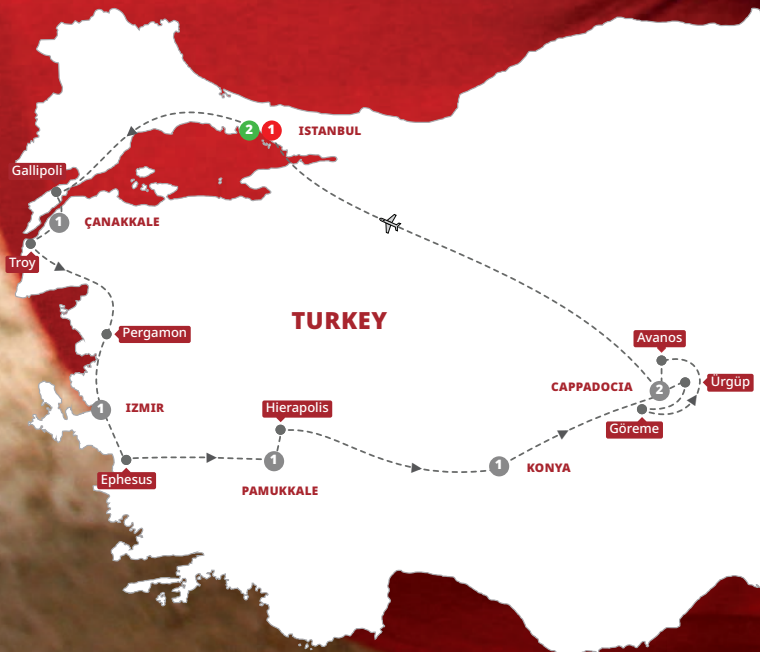 2
1
ISTANBUL
Gallipoli
1
ÇANAKKALE
Troy
TURKEY
Pergamon
Avanos
CAPPADOCIA
2
Ürgüp
1
IZMIR
Hierapolis
Göreme
Ephesus
1
PAMUKKALE
1
KONYA